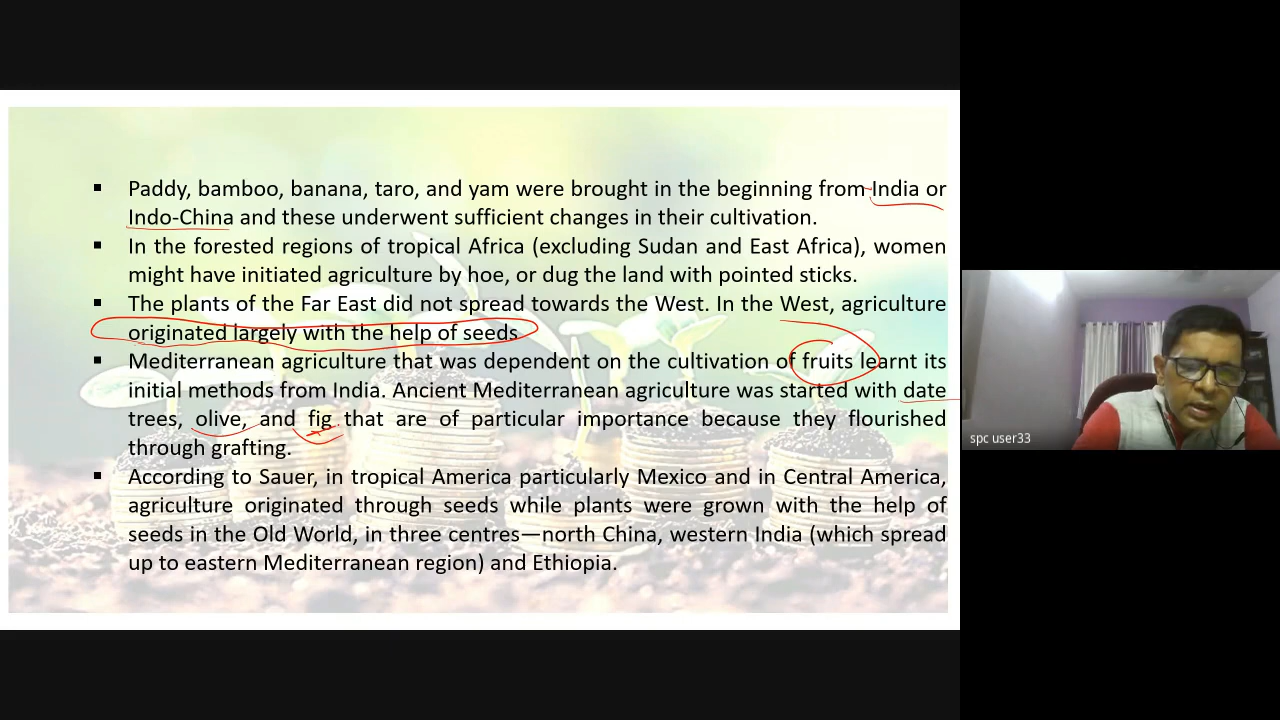 ▪ Paddy, bamboo, banana, taro, and yam were brought in the beginning from India or
Indo-China and these underwent sufficient changes in their cultivation.
▪ In the forested regions of tropical Africa (excluding Sudan and East Africa), women
might have initiated agriculture by hoe, or dug the land with pointed sticks.
▪ The plants of the Far East did not spread towards the West. In the West, agriculture
originated largely with the help of seeds
▪ Mediterranean agriculture that was dependent on the cultivation of fruits learnt its
initial methods from India. Ancient Mediterranean agriculture was started with date
trees, olive, and fig that are of particular importance because they flourished
through grafting.
▪ According to Sauer, in tropical America particularly Mexico and in Central America,
agriculture originated through seeds while plants were grown with the help of
seeds in the Old World, in three centres—north China, western India (which spread
up to eastern Mediterranean region) and Ethiopia.
spc user33